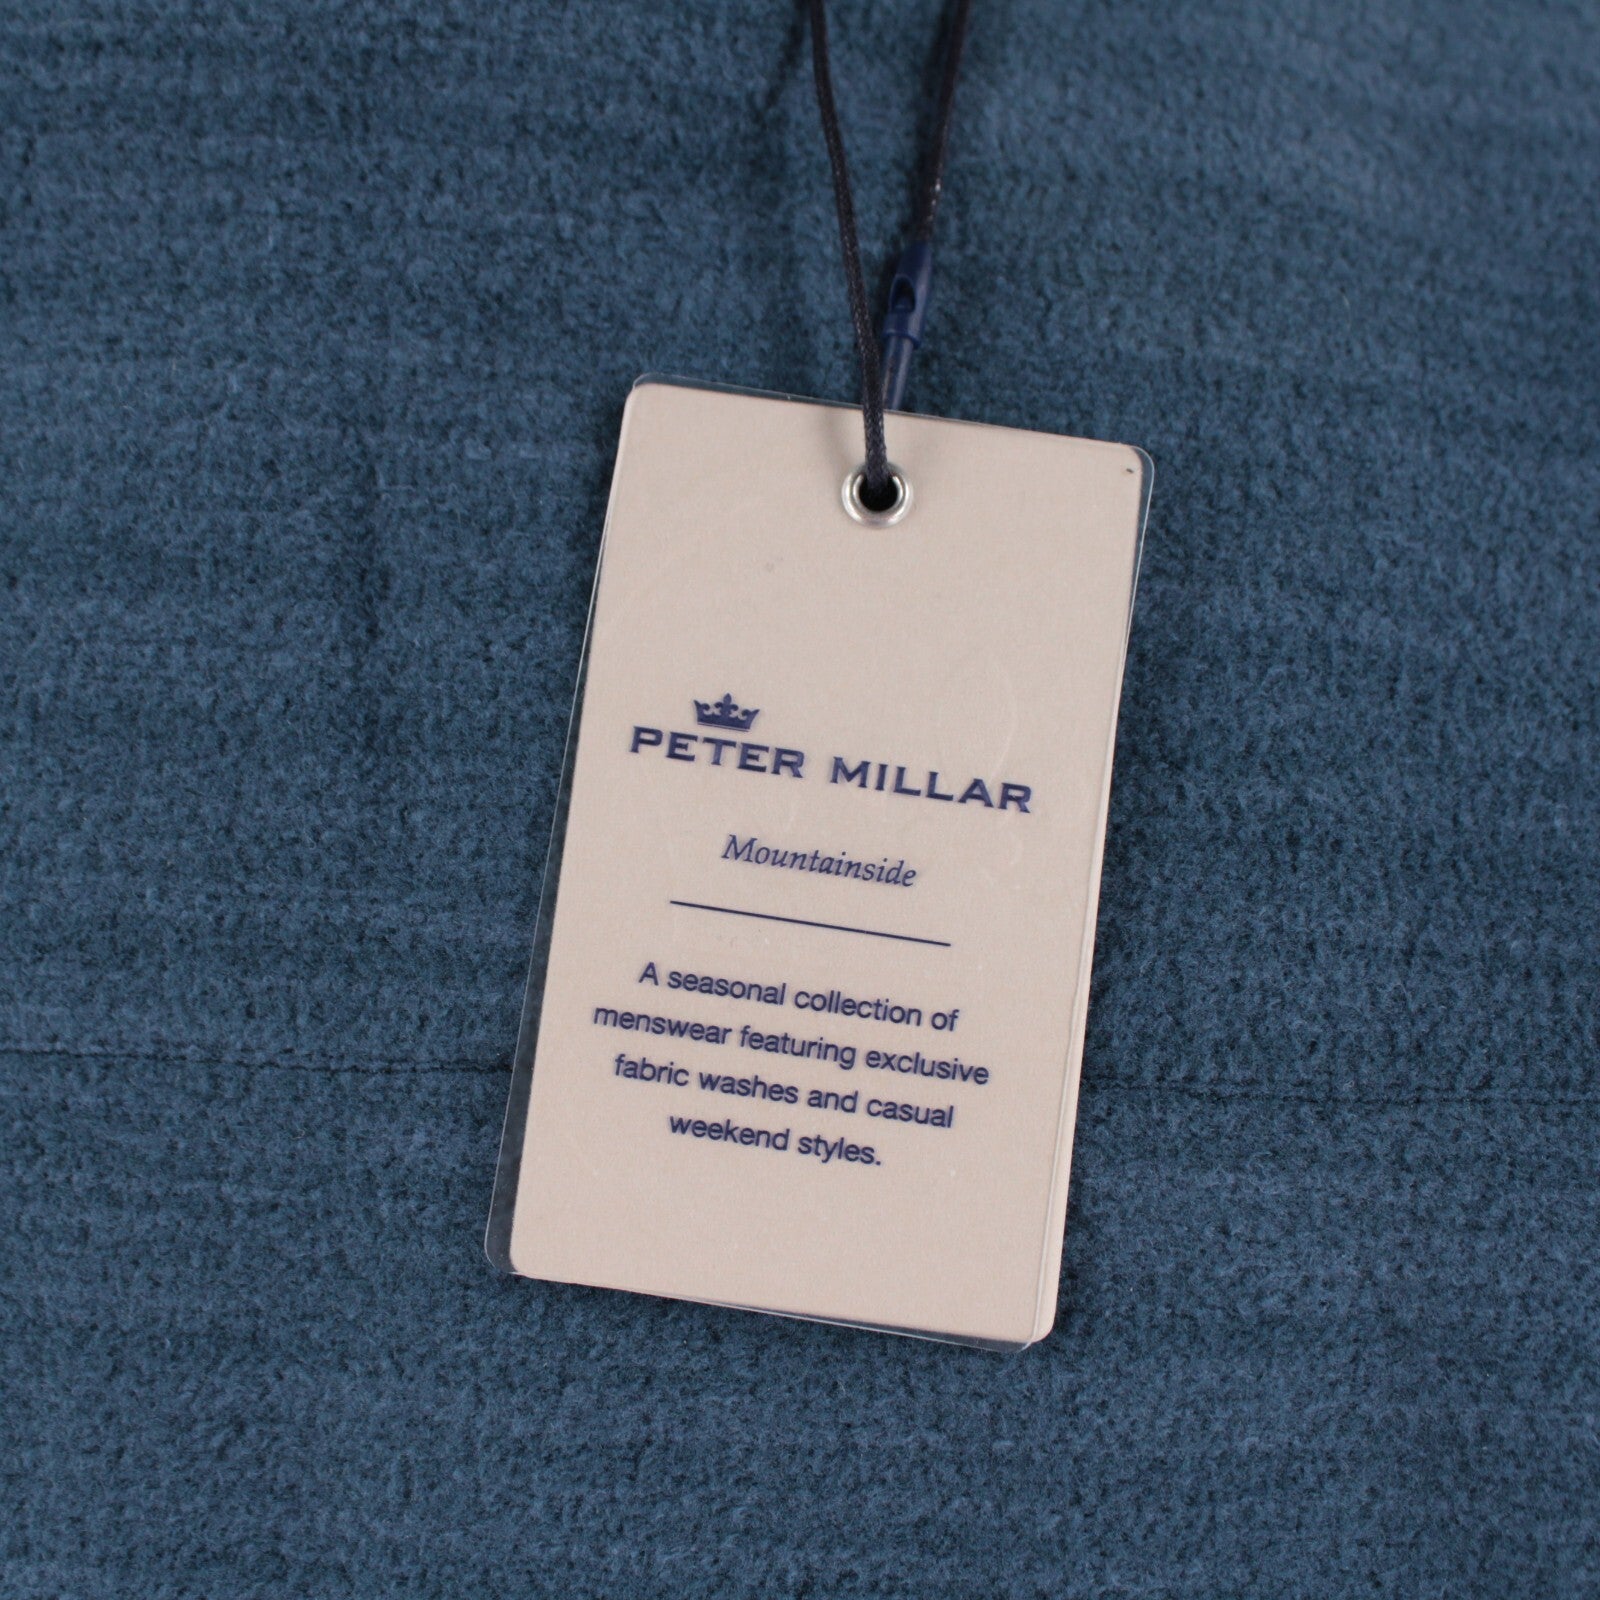 PETER MILLAR
Mountainside
A seasonal collection of
menswear featuring exclusive
fabric washes and casual
weekend styles.